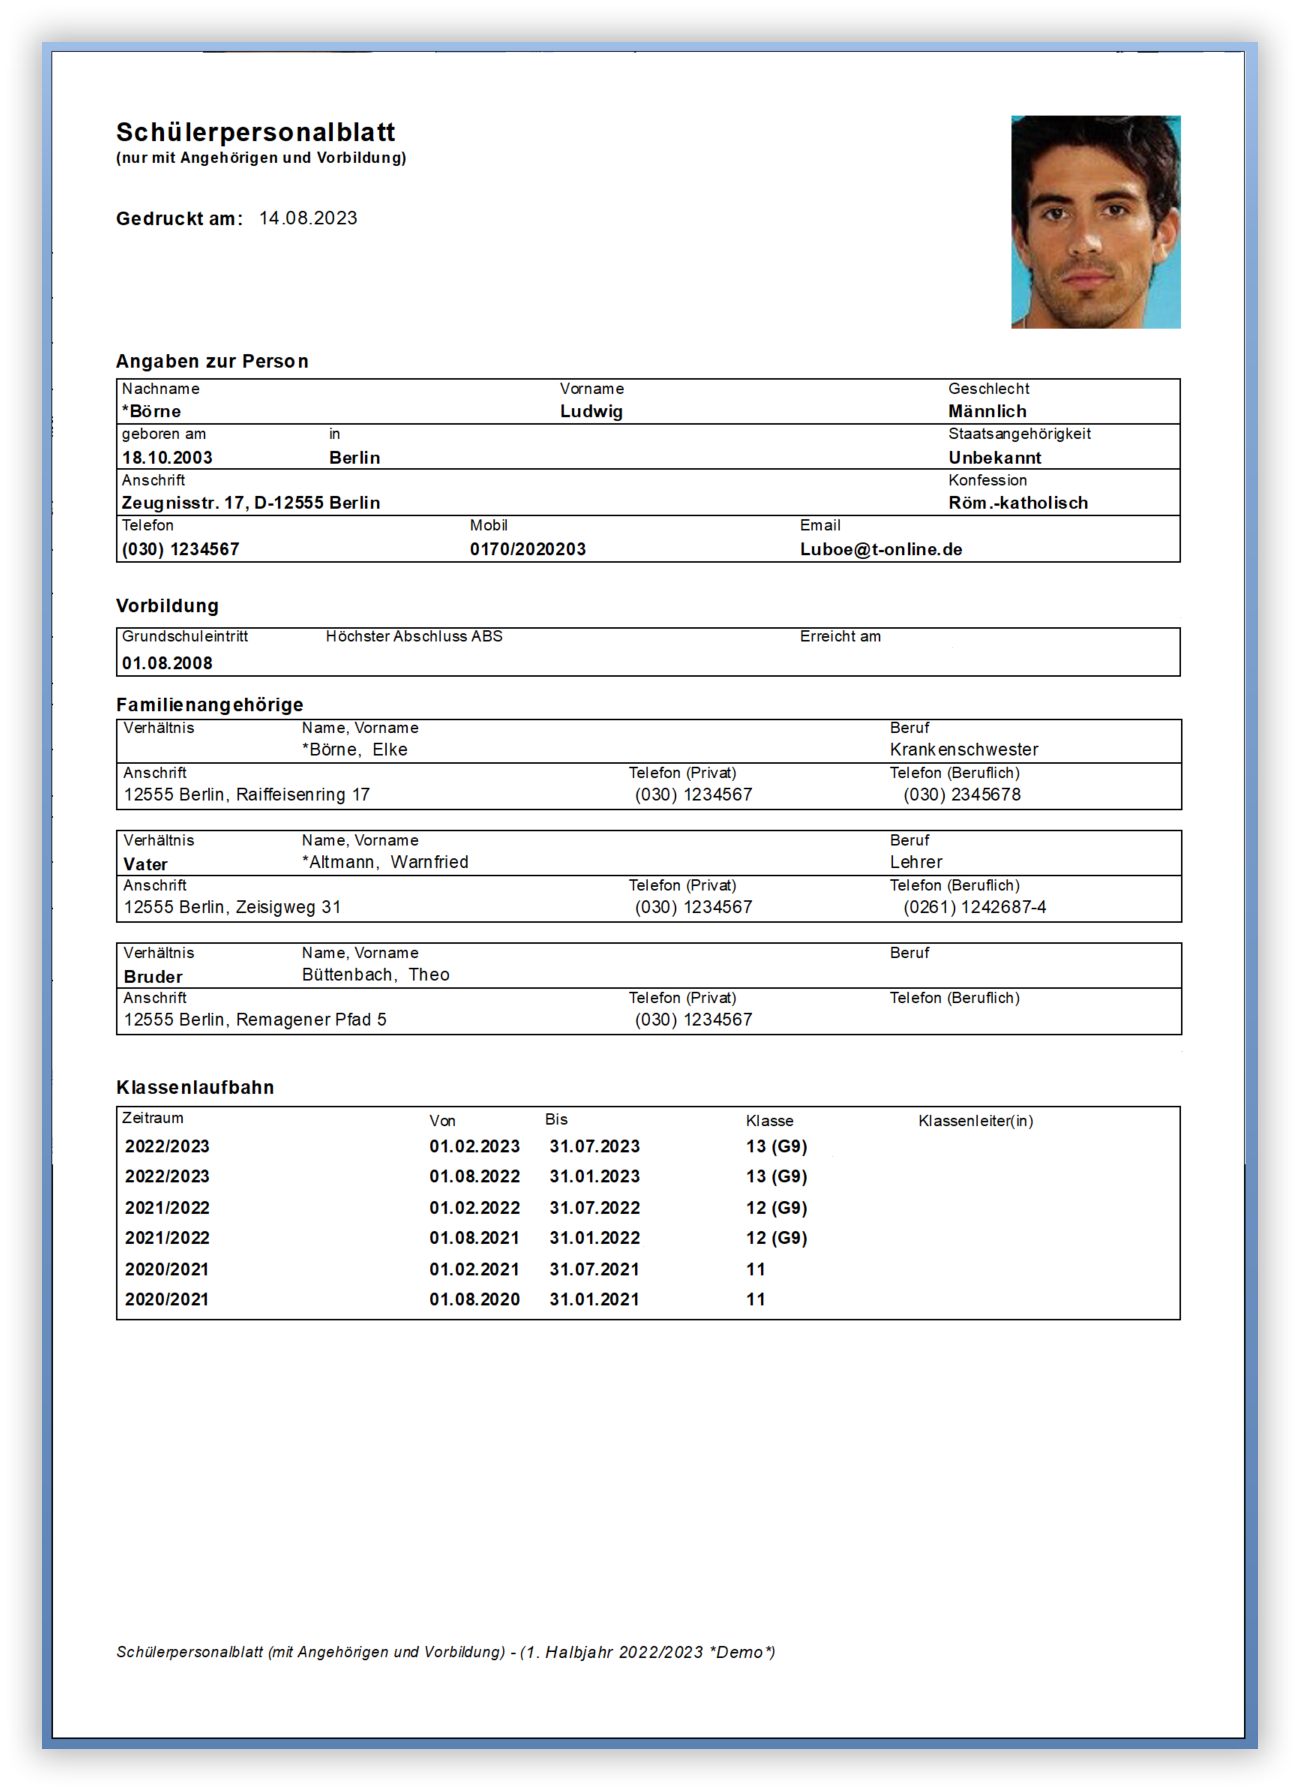 Schülerpersonalblatt
(nur mit Angehörigen und Vorbildung)
Gedruckt am: 14.08.2023
Angaben zur Person
Nachname Vorname Geschlecht
*Börne Ludwig Männlich
geboren am in Staatsangehörigkeit
18.10.2003 Berlin Unbekannt
Anschrift Konfession
Zeugnisstr. 17, D-12555 Berlin Röm.-katholisch
Telefon Mobil Email
(030) 1234567 0170/2020203 Luboe@t-online.de
Vorbildung
Grundschuleintritt Höchster Abschluss ABS Erreicht am
01.08.2008
Familienangehörige
Verhältnis Name, Vorname Beruf
*Börne, Elke Krankenschwester
Anschrift Telefon (Privat) Telefon (Beruflich)
12555 Berlin, Raiffeisenring 17 (030) 1234567 (030) 2345678
Verhältnis Name, Vorname Beruf
Vater *Altmann, Warnfried Lehrer
Anschrift Telefon (Privat) Telefon (Beruflich)
12555 Berlin, Zeisigweg 31 (030) 1234567 (0261) 1242687-4
Verhältnis Name, Vorname Beruf
Bruder Büttenbach, Theo
Anschrift Telefon (Privat) Telefon (Beruflich)
12555 Berlin, Remagener Pfad 5 (030) 1234567
Klassenlaufbahn
Zeitraum Von Bis Klasse Klassenleiter(in)
2022/2023 01.02.2023 31.07.2023 13 (G9)
2022/2023 01.08.2022 31.01.2023 13 (G9)
2021/2022 01.02.2022 31.07.2022 12 (G9)
2021/2022 01.08.2021 31.01.2022 12 (G9)
2020/2021 01.02.2021 31.07.2021 11
2020/2021 01.08.2020 31.01.2021 11
Schülerpersonalblatt (mit Angehörigen und Vorbildung) - (1. Halbjahr 2022/2023 *Demo*)